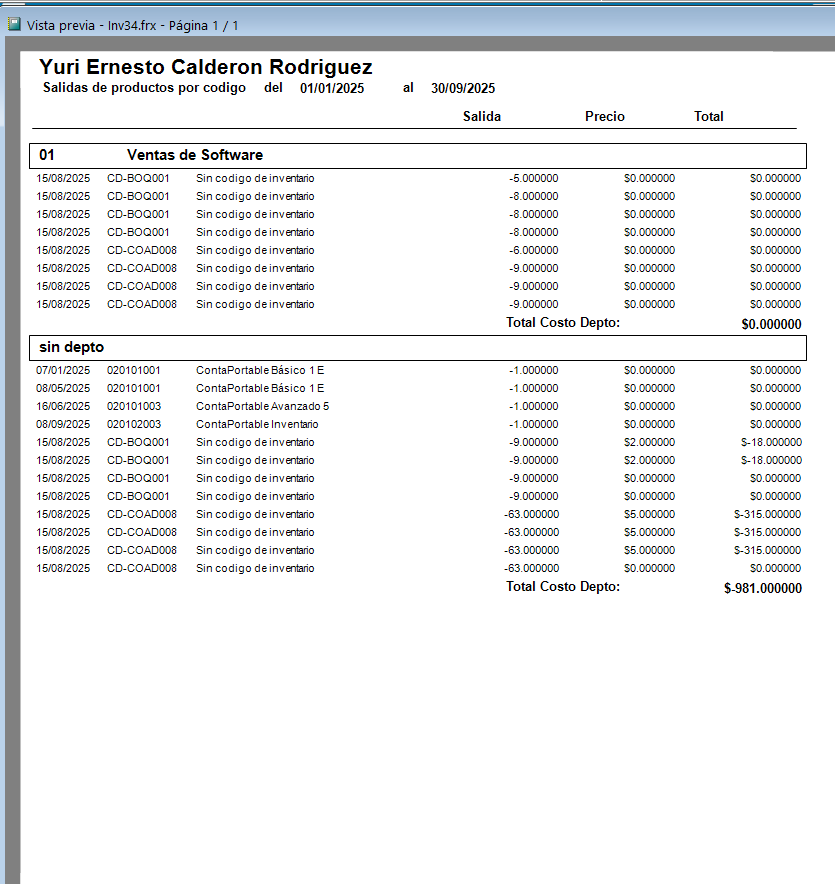 Vista previa - Inv34.frx - Página 1 / 1
Yuri Ernesto Calderon Rodriguez
Salidas de productos por codigo del 01/01/2025 al 30/09/2025
Salida Precio Total
01 Ventas de Software
15/08/2025 CD-BOQ001 Sin codigo de inventario -5.000000 $0.000000 $0.000000
15/08/2025 CD-BOQ001 Sin codigo de inventario -8.000000 $0.000000 $0.000000
15/08/2025 CD-BOQ001 Sin codigo de inventario -8.000000 $0.000000 $0.000000
15/08/2025 CD-BOQ001 Sin codigo de inventario -8.000000 $0.000000 $0.000000
15/08/2025 CD-COAD008 Sin codigo de inventario -6.000000 $0.000000 $0.000000
15/08/2025 CD-COAD008 Sin codigo de inventario -9.000000 $0.000000 $0.000000
15/08/2025 CD-COAD008 Sin codigo de inventario -9.000000 $0.000000 $0.000000
15/08/2025 CD-COAD008 Sin codigo de inventario -9.000000 $0.000000 $0.000000
Total Costo Depto: $0.000000
sin depto
07/01/2025 020101001 ContaPortable Básico 1 E -1.000000 $0.000000 $0.000000
08/05/2025 020101001 ContaPortable Básico 1 E -1.000000 $0.000000 $0.000000
16/06/2025 020101003 ContaPortable Avanzado 5 -1.000000 $0.000000 $0.000000
08/09/2025 020102003 ContaPortable Inventario -1.000000 $0.000000 $0.000000
15/08/2025 CD-BOQ001 Sin codigo de inventario -9.000000 $2.000000 $-18.000000
15/08/2025 CD-BOQ001 Sin codigo de inventario -9.000000 $2.000000 $-18.000000
15/08/2025 CD-BOQ001 Sin codigo de inventario -9.000000 $0.000000 $0.000000
15/08/2025 CD-BOQ001 Sin codigo de inventario -9.000000 $0.000000 $0.000000
15/08/2025 CD-COAD008 Sin codigo de inventario -63.000000 $5.000000 $-315.000000
15/08/2025 CD-COAD008 Sin codigo de inventario -63.000000 $5.000000 $-315.000000
15/08/2025 CD-COAD008 Sin codigo de inventario -63.000000 $5.000000 $-315.000000
15/08/2025 CD-COAD008 Sin codigo de inventario -63.000000 $0.000000 $0.000000
Total Costo Depto: $-981.000000